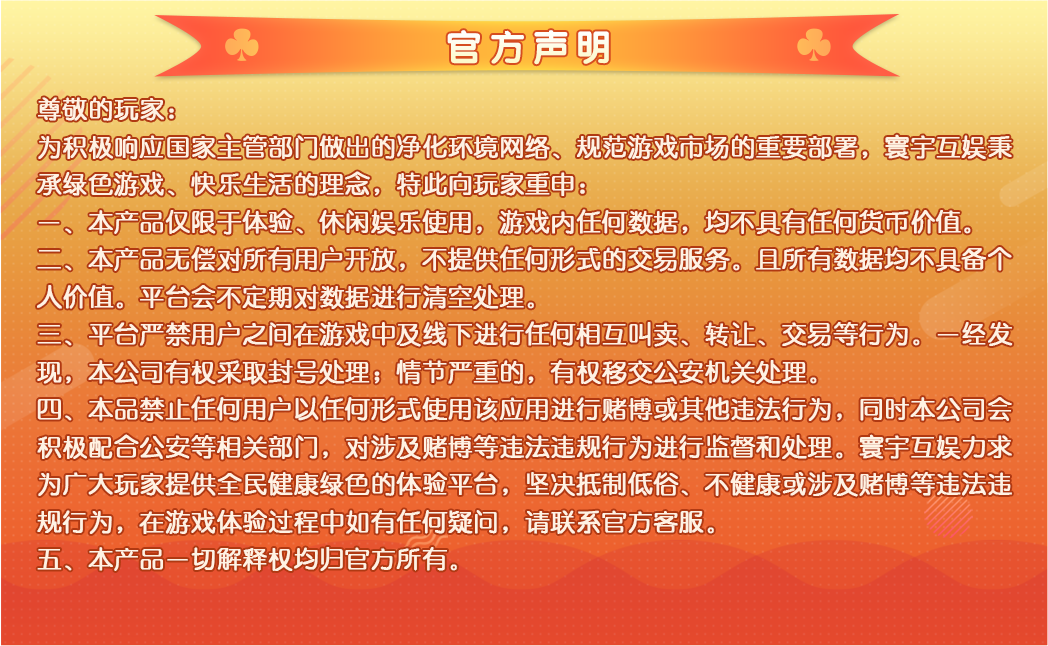 官方声明
尊敬的玩家：
为积极响应国家主管部门做出的净化环境网络、规范游戏市场的重要部署，寰宇互娱秉
承绿色游戏、快乐生活的理念，特此向玩家重申：
一、本产品仅限于体验、休闲娱乐使用，游戏内任何数据，均不具有任何货币价值。
二、本产品无偿对所有用户开放，不提供任何形式的交易服务。且所有数据均不具备个
人价值。平台会不定期对数据进行清空处理。
三、平台严禁用户之间在游戏中及线下进行任何相互叫卖、转让、交易等行为。一经发
现，本公司有权采取封号处理；情节严重的，有权移交公安机关处理。
四、本品禁止任何用户以任何形式使用该应用进行赌博或其他违法行为，同时本公司会
积极配合公安等相关部门，对涉及赌博等违法违规行为进行监督和处理。寰宇互娱力求
为广大玩家提供全民健康绿色的体验平台，坚决抵制低俗、不健康或涉及赌博等违法违
规行为，在游戏体验过程中如有任何疑问，请联系官方客服。
五、本产品一切解释权均归官方所有。